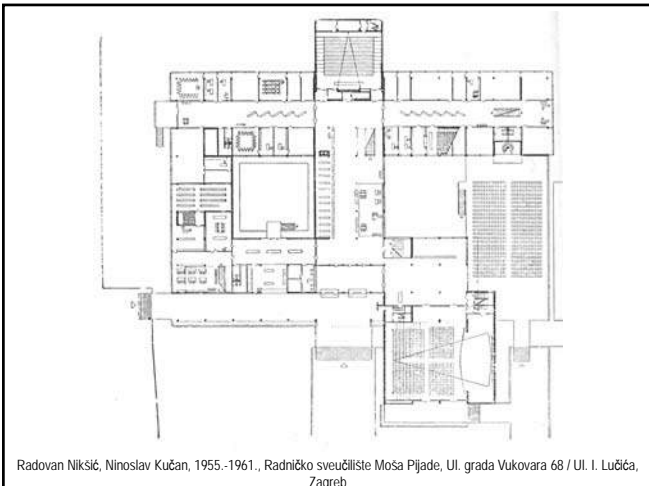 Radovan Nikšić, Ninoslav Kučan, 1955.-1961., Radničko sveučilište Moša Pijade, Ul. grada Vukovara 68 / Ul. I. Lučića,
Zagreb